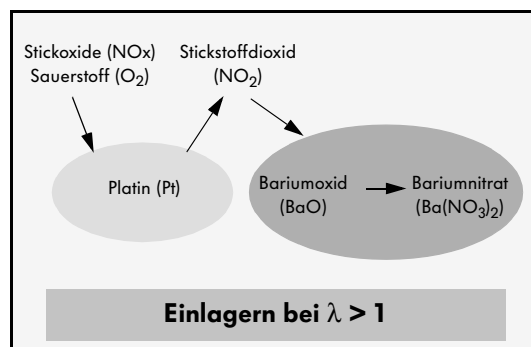 Stickoxide (NOx)
Sauerstoff (O2)
Stickstoffdioxid
(NO2)
Platin (Pt)
Bariumoxid
(BaO)
Bariumnitrat
(Ba(NO3)2)
Einlagern bei λ > 1